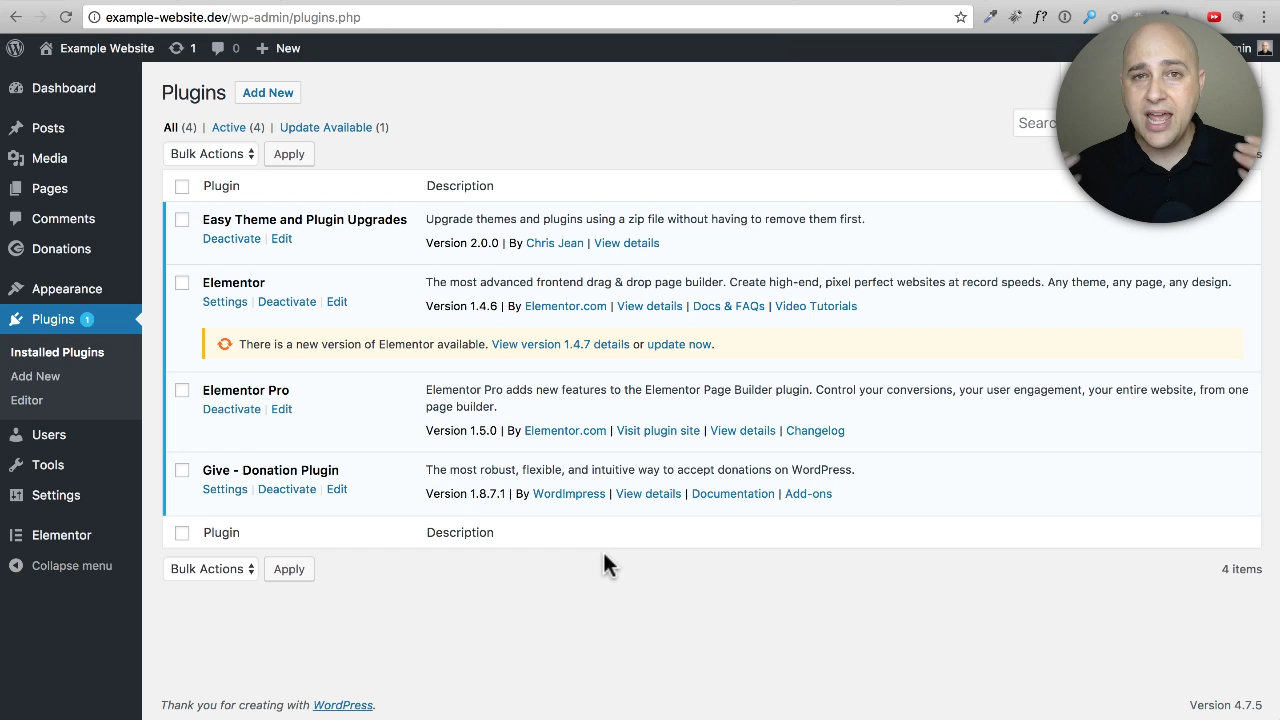 example-website.dev/wp-admin/plugins.php
f?
Example Website 1 0 New min
Dashboard
Posts
Media
Pages
Comments
Donations
Appearance
Plugins 1
Installed Plugins
Add New
Editor
Users
Tools
Settings
Elementor
Collapse menu
Plugins Add New
All (4) | Active (4) | Update Available (1)
Searc
Bulk Actions Apply
s
Plugin Description
Easy Theme and Plugin Upgrades Upgrade themes and plugins using a zip file without having to remove them first.
Deactivate | Edit Version 2.0.0 | By Chris Jean | View details
Elementor The most advanced frontend drag & drop page builder. Create high-end, pixel perfect websites at record speeds. Any theme, any page, any design.
Settings | Deactivate | Edit Version 1.4.6 | By Elementor.com | View details | Docs & FAQs | Video Tutorials
There is a new version of Elementor available. View version 1.4.7 details or update now.
Elementor Pro Elementor Pro adds new features to the Elementor Page Builder plugin. Control your conversions, your user engagement, your entire website, from one
page builder.
Deactivate | Edit Version 1.5.0 | By Elementor.com | Visit plugin site | View details | Changelog
Give - Donation Plugin The most robust, flexible, and intuitive way to accept donations on WordPress.
Settings | Deactivate | Edit Version 1.8.7.1 | By WordImpress | View details | Documentation | Add-ons
Plugin Description
Bulk Actions Apply 4 items
Thank you for creating with WordPress. Version 4.7.5